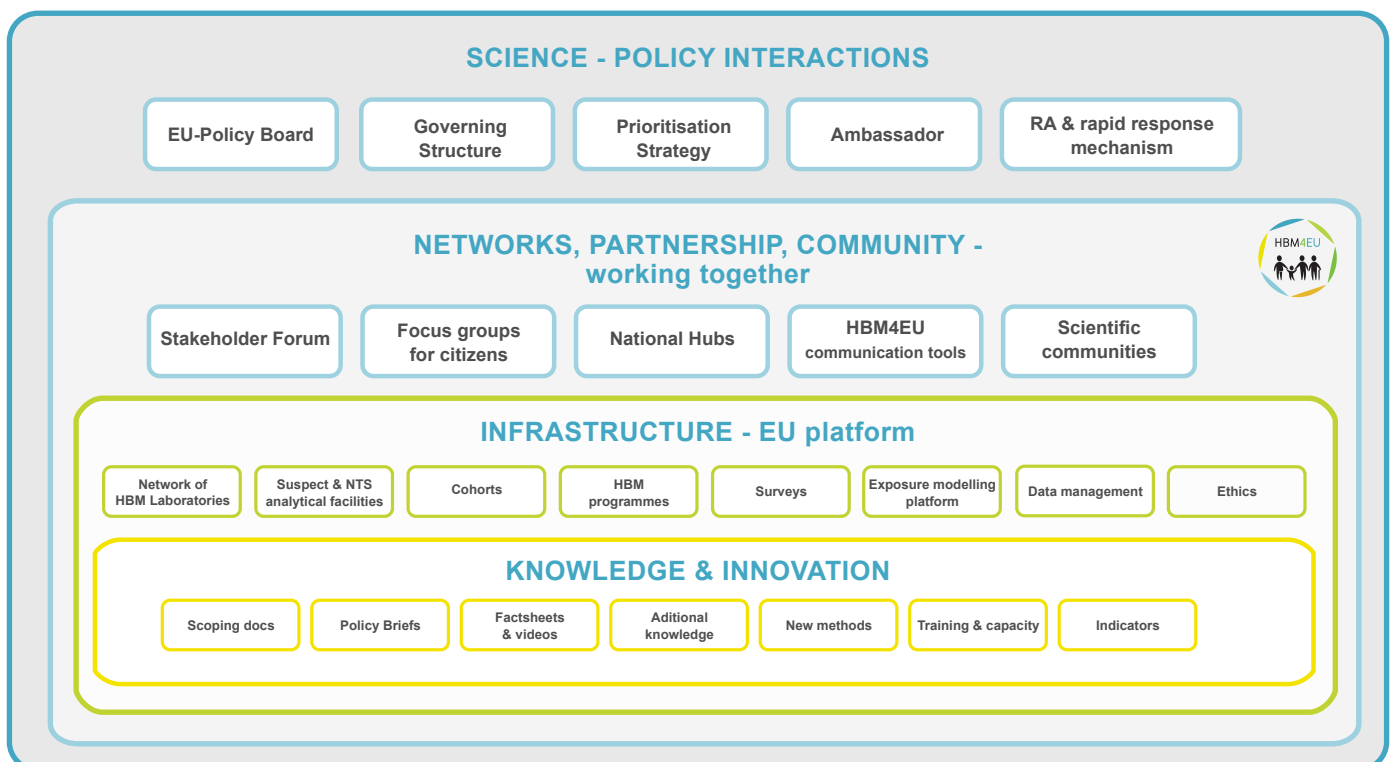 SCIENCE - POLICY INTERACTIONS
EU-Policy Board
Governing
Structure
Prioritisation
Strategy
Ambassador
RA & rapid response
mechanism
NETWORKS, PARTNERSHIP, COMMUNITY -
working together
HBM4EU
Stakeholder Forum
Focus groups
for citizens
National Hubs
HBM4EU
communication tools
Scientific
communities
INFRASTRUCTURE - EU platform
Network of
HBM Laboratories
Suspect & NTS
analytical facilities
Cohorts
HBM
programmes
Surveys
Exposure modelling
platform
Data management
Ethics
KNOWLEDGE & INNOVATION
Scoping docs
Policy Briefs
Factsheets
& videos
Aditional
knowledge
New methods
Training & capacity
Indicators